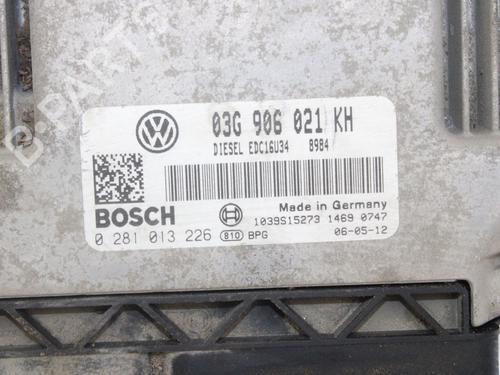 03G 906 021 KH
DIESEL EDC16U34 8984
BOSCH
Made in Germany
1039S15273 1469 0747
0 281 013 226 810 BPG 06-05-12
B-PARTS